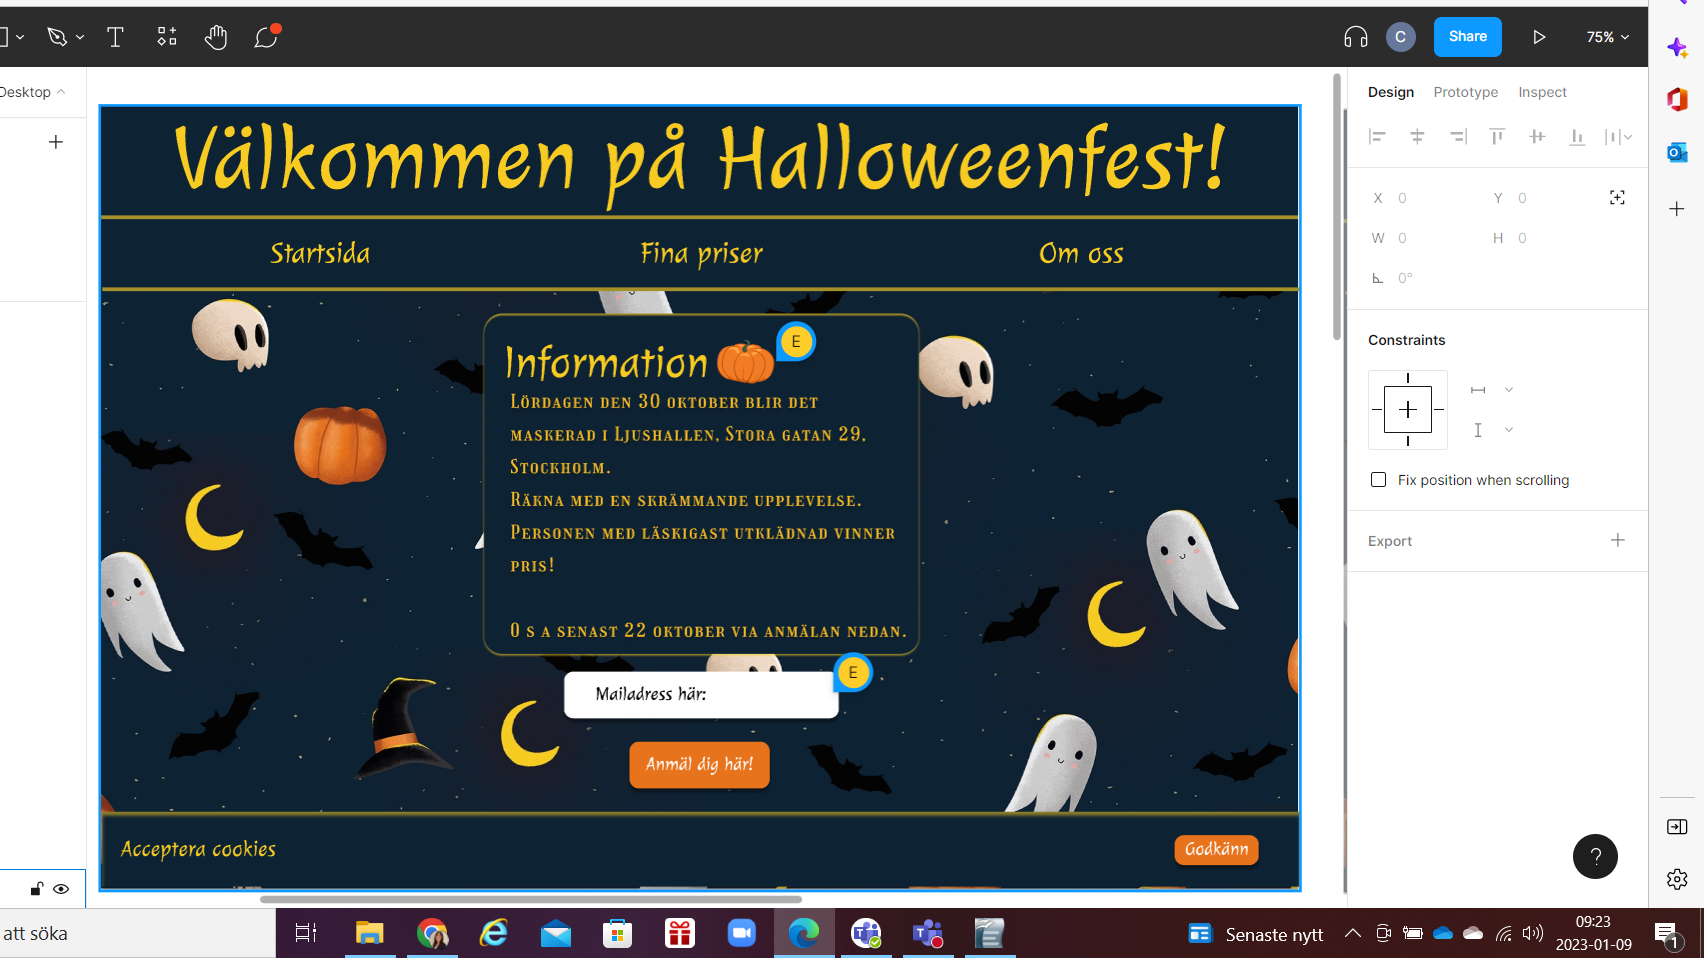 C
Share
75%
Desktop
Design
Prototype
Inspect
X 0
Y 0
W 0
H 0
0°
Constraints
Fix position when scrolling
Export
?
Välkommen på Halloweenfest!
Startsida
Fina priser
Om oss
Information
E
Lördagen den 30 oktober blir det
maskerad i Ljushallen, Stora gatan 29,
Stockholm.
Räkna med en skrämmande upplevelse.
Personen med läskigast utklädnad vinner
pris!
O s a senast 22 oktober via anmälan nedan.
E
Mailadress här:
Anmäl dig här!
Acceptera cookies
Godkänn
att söka
Senaste nytt
09:23
2023-01-09
1